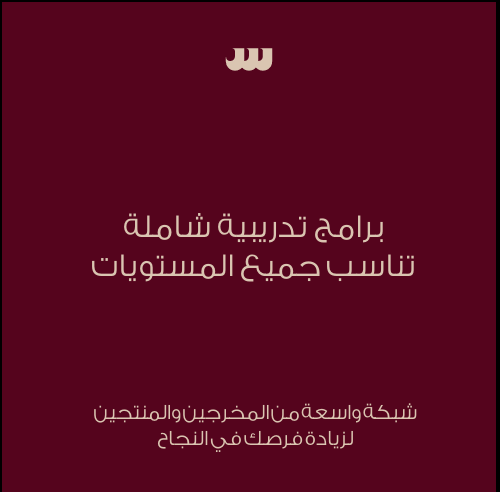 س
برامج تدريبية شاملة
تناسب جميع المستويات
شبكة واسعة من المخرجين والمنتجين
لزيادة فرصك في النجاح